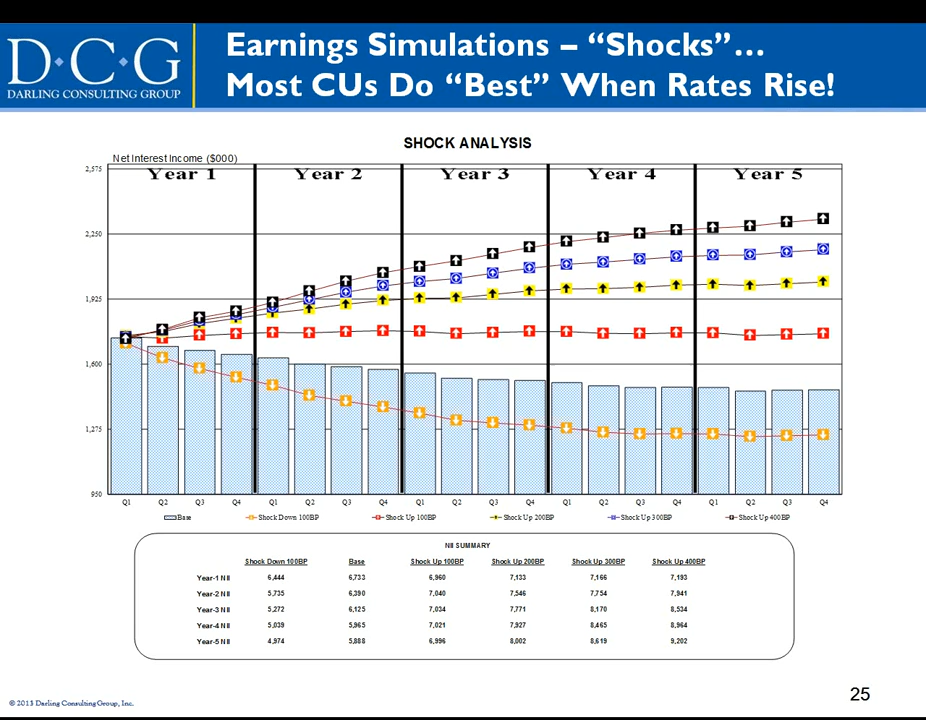 D·C·G
DARLING CONSULTING GROUP
Earnings Simulations – “Shocks”…
Most CUs Do “Best” When Rates Rise!
SHOCK ANALYSIS
Net Interest Income ($000)
Year 1 Year 2 Year 3 Year 4 Year 5
2,575
2,250
1,925
1,600
1,275
950
Q1 Q2 Q3 Q4 Q1 Q2 Q3 Q4 Q1 Q2 Q3 Q4 Q1 Q2 Q3 Q4 Q1 Q2 Q3 Q4
Base Shock Down 100BP Shock Up 100BP Shock Up 200BP Shock Up 300BP Shock Up 400BP
NII SUMMARY
Shock Down 100BP Base Shock Up 100BP Shock Up 200BP Shock Up 300BP Shock Up 400BP
Year-1 NII 6,444 6,733 6,960 7,133 7,166 7,193
Year-2 NII 5,735 6,390 7,040 7,546 7,754 7,941
Year-3 NII 5,272 6,125 7,034 7,771 8,170 8,534
Year-4 NII 5,039 5,965 7,021 7,927 8,465 8,964
Year-5 NII 4,974 5,888 6,996 8,002 8,619 9,202
© 2013 Darling Consulting Group, Inc.
25